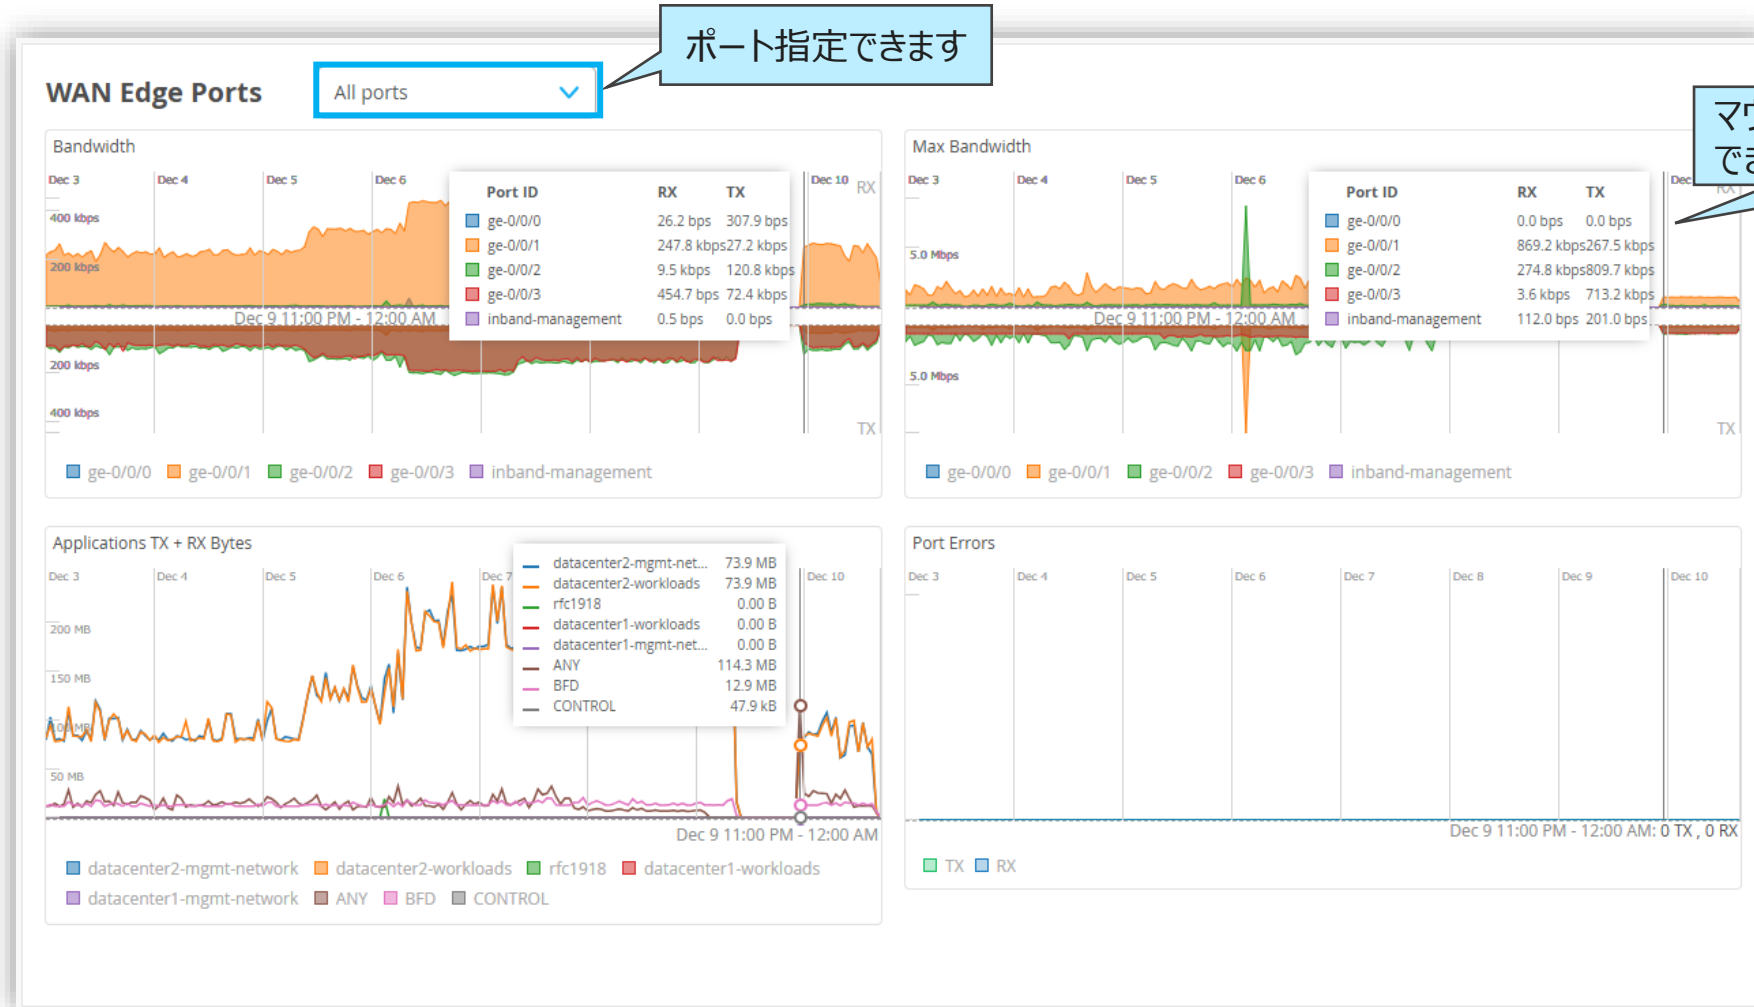 ポート指定できます
WAN Edge Ports
All ports
Bandwidth
Dec 3 Dec 4 Dec 5 Dec 6 Dec 10 RX
400 kbps
200 kbps
Port ID RX TX
ge-0/0/0 26.2 bps 307.9 bps
ge-0/0/1 247.8 kbps 27.2 kbps
ge-0/0/2 9.5 kbps 120.8 kbps
ge-0/0/3 454.7 bps 72.4 kbps
inband-management 0.5 bps 0.0 bps
Dec 9 11:00 PM - 12:00 AM
200 kbps
400 kbps
TX
ge-0/0/0 ge-0/0/1 ge-0/0/2 ge-0/0/3 inband-management
Max Bandwidth
Dec 3 Dec 4 Dec 5 Dec 6 Dec RX
5.0 Mbps
Port ID RX TX
ge-0/0/0 0.0 bps 0.0 bps
ge-0/0/1 869.2 kbps 267.5 kbps
ge-0/0/2 274.8 kbps 809.7 kbps
ge-0/0/3 3.6 kbps 713.2 kbps
inband-management 112.0 bps 201.0 bps
Dec 9 11:00 PM - 12:00 AM
5.0 Mbps
TX
ge-0/0/0 ge-0/0/1 ge-0/0/2 ge-0/0/3 inband-management
Applications TX + RX Bytes
Dec 3 Dec 4 Dec 5 Dec 6 Dec 7 Dec 10
200 MB
150 MB
50 MB
datacenter2-mgmt-net... 73.9 MB
datacenter2-workloads 73.9 MB
rfc1918 0.00 B
datacenter1-workloads 0.00 B
datacenter1-mgmt-net... 0.00 B
ANY 114.3 MB
BFD 12.9 MB
CONTROL 47.9 kB
Dec 9 11:00 PM - 12:00 AM
datacenter2-mgmt-network datacenter2-workloads rfc1918 datacenter1-workloads
datacenter1-mgmt-network ANY BFD CONTROL
Port Errors
Dec 3 Dec 4 Dec 5 Dec 6 Dec 7 Dec 8 Dec 9 Dec 10
Dec 9 11:00 PM - 12:00 AM: 0 TX , 0 RX
TX RX